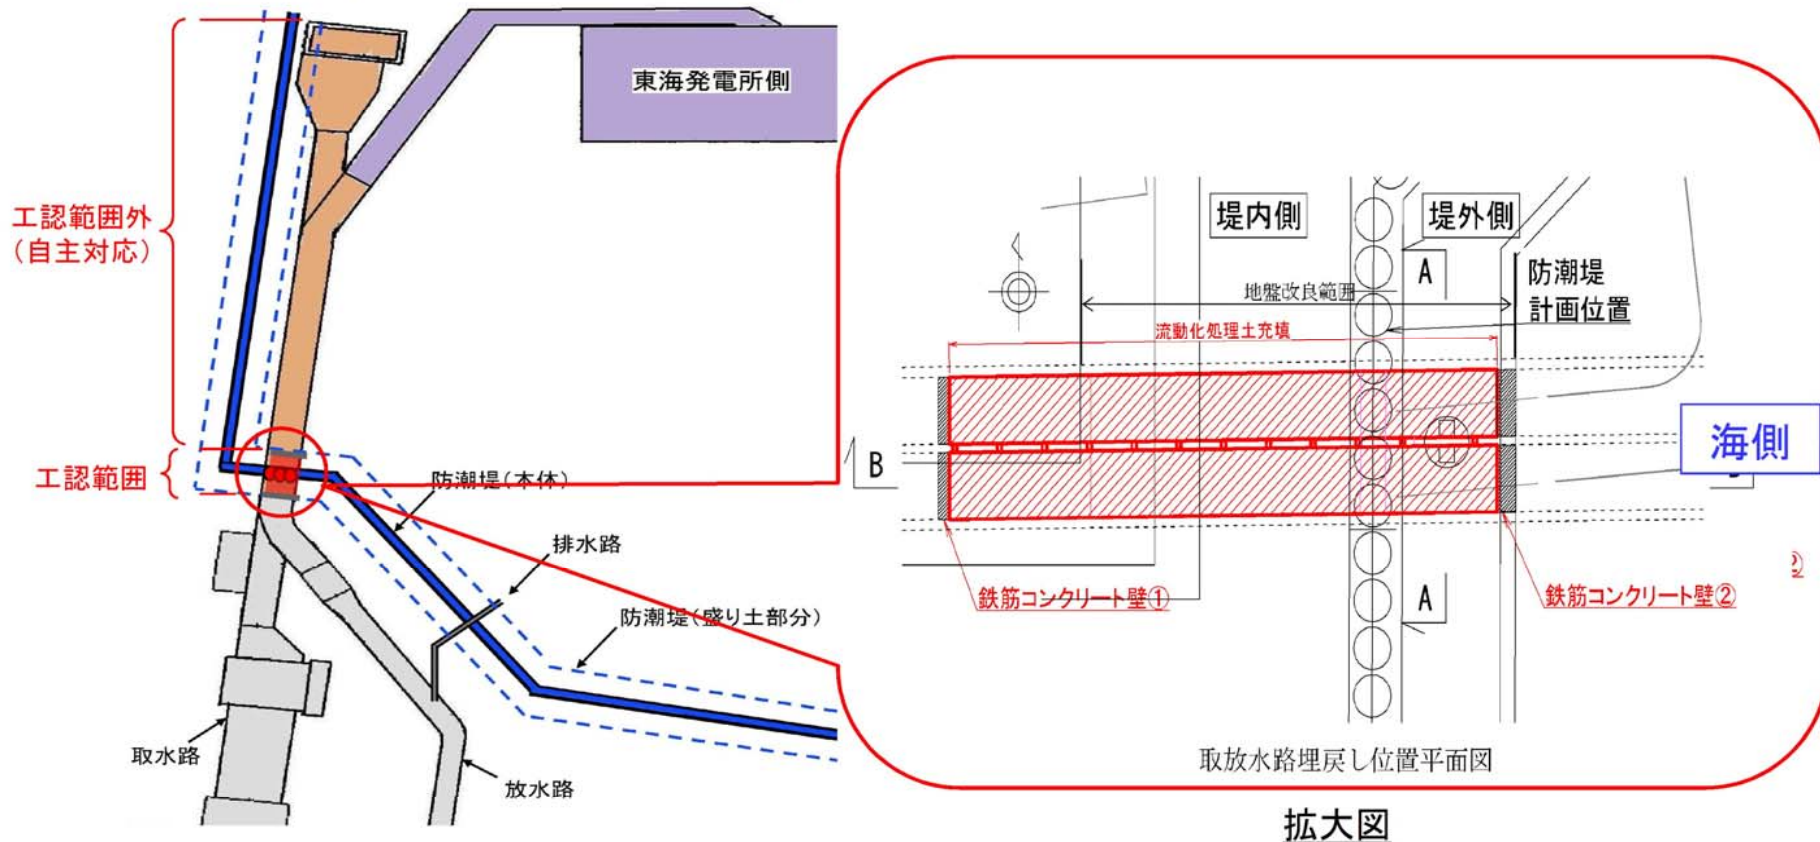 東海発電所側
工認範囲外
(自主対応)
工認範囲
防潮堤(本体)
排水路
防潮堤(盛り土部分)
取水路
放水路
堤内側
堤外側
A
防潮堤
計画位置
地盤改良範囲
流動化処理土充填
B
海側
鉄筋コンクリート壁①
A
鉄筋コンクリート壁②
②
取放水路埋戻し位置平面図
拡大図